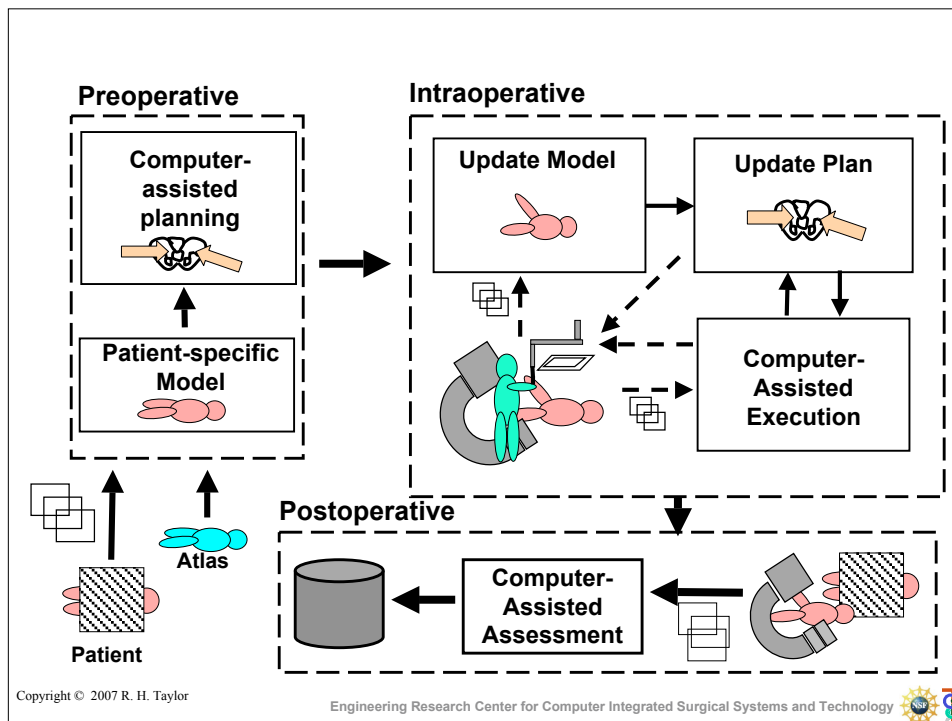 Preoperative
Computer-
assisted
planning
Patient-specific
Model
Atlas
Patient
Intraoperative
Update Model
Update Plan
Computer-
Assisted
Execution
Postoperative
Computer-
Assisted
Assessment
Copyright © 2007 R. H. Taylor
Engineering Research Center for Computer Integrated Surgical Systems and Technology
NSF